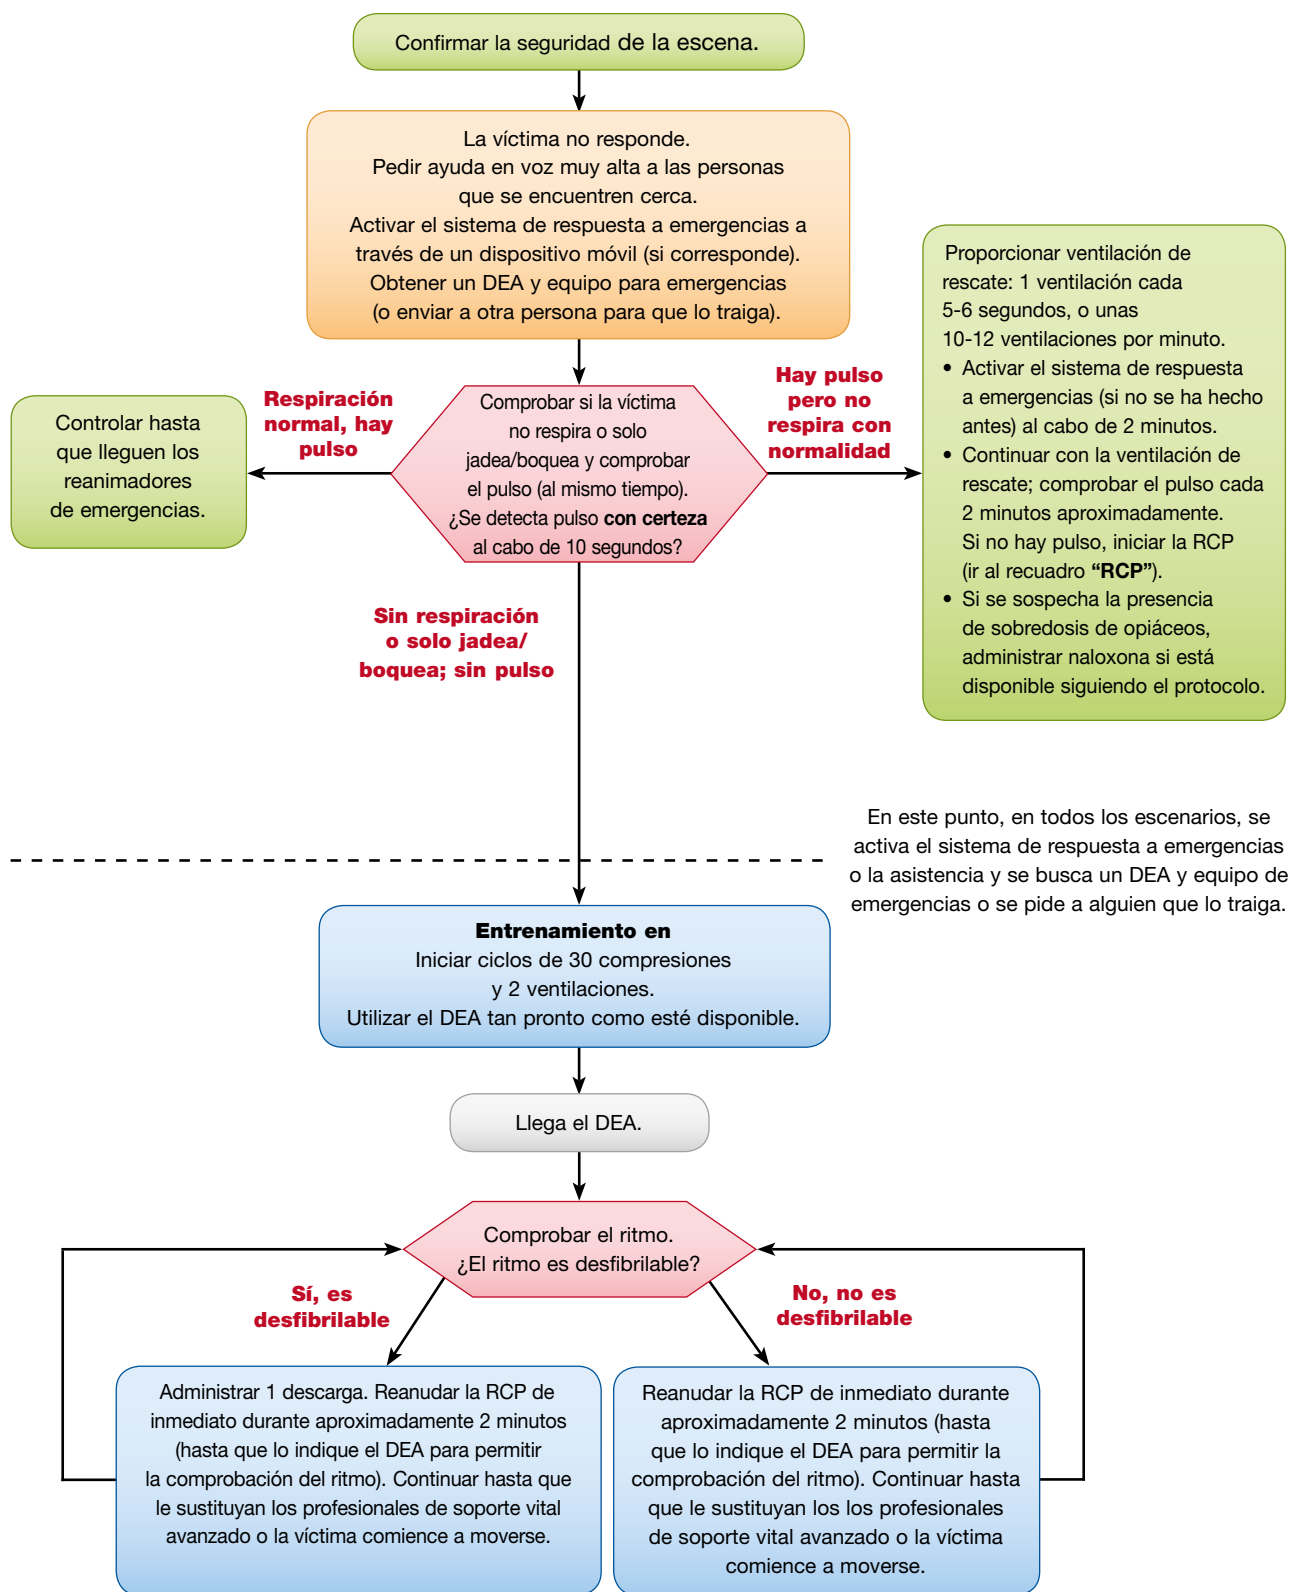 Confirmar la seguridad de la escena.
La víctima no responde.
Pedir ayuda en voz muy alta a las personas
que se encuentren cerca.
Activar el sistema de respuesta a emergencias a
través de un dispositivo móvil (si corresponde).
Obtener un DEA y equipo para emergencias
(o enviar a otra persona para que lo traiga).
Respiración
normal, hay
pulso
Controlar hasta
que lleguen los
reanimadores
de emergencias.
Comprobar si la víctima
no respira o solo
jadea/boquea y comprobar
el pulso (al mismo tiempo).
¿Se detecta pulso con certeza
al cabo de 10 segundos?
Hay pulso
pero no
respira con
normalidad
Proporcionar ventilación de
rescate: 1 ventilación cada
5-6 segundos, o unas
10-12 ventilaciones por minuto.
• Activar el sistema de respuesta
a emergencias (si no se ha hecho
antes) al cabo de 2 minutos.
• Continuar con la ventilación de
rescate; comprobar el pulso cada
2 minutos aproximadamente.
Si no hay pulso, iniciar la RCP
(ir al recuadro “RCP”).
• Si se sospecha la presencia
de sobredosis de opiáceos,
administrar naloxona si está
disponible siguiendo el protocolo.
Sin respiración
o solo jadea/
boquea; sin pulso
En este punto, en todos los escenarios, se
activa el sistema de respuesta a emergencias
o la asistencia y se busca un DEA y equipo de
emergencias o se pide a alguien que lo traiga.
Entrenamiento en
Iniciar ciclos de 30 compresiones
y 2 ventilaciones.
Utilizar el DEA tan pronto como esté disponible.
Llega el DEA.
Comprobar el ritmo.
¿El ritmo es desfibrilable?
Sí, es
desfibrilable
No, no es
desfibrilable
Administrar 1 descarga. Reanudar la RCP de
inmediato durante aproximadamente 2 minutos
(hasta que lo indique el DEA para permitir
la comprobación del ritmo). Continuar hasta que
le sustituyan los profesionales de soporte vital
avanzado o la víctima comience a moverse.
Reanudar la RCP de inmediato durante
aproximadamente 2 minutos (hasta
que lo indique el DEA para permitir la
comprobación del ritmo). Continuar hasta
que le sustituyan los los profesionales
de soporte vital avanzado o la víctima
comience a moverse.